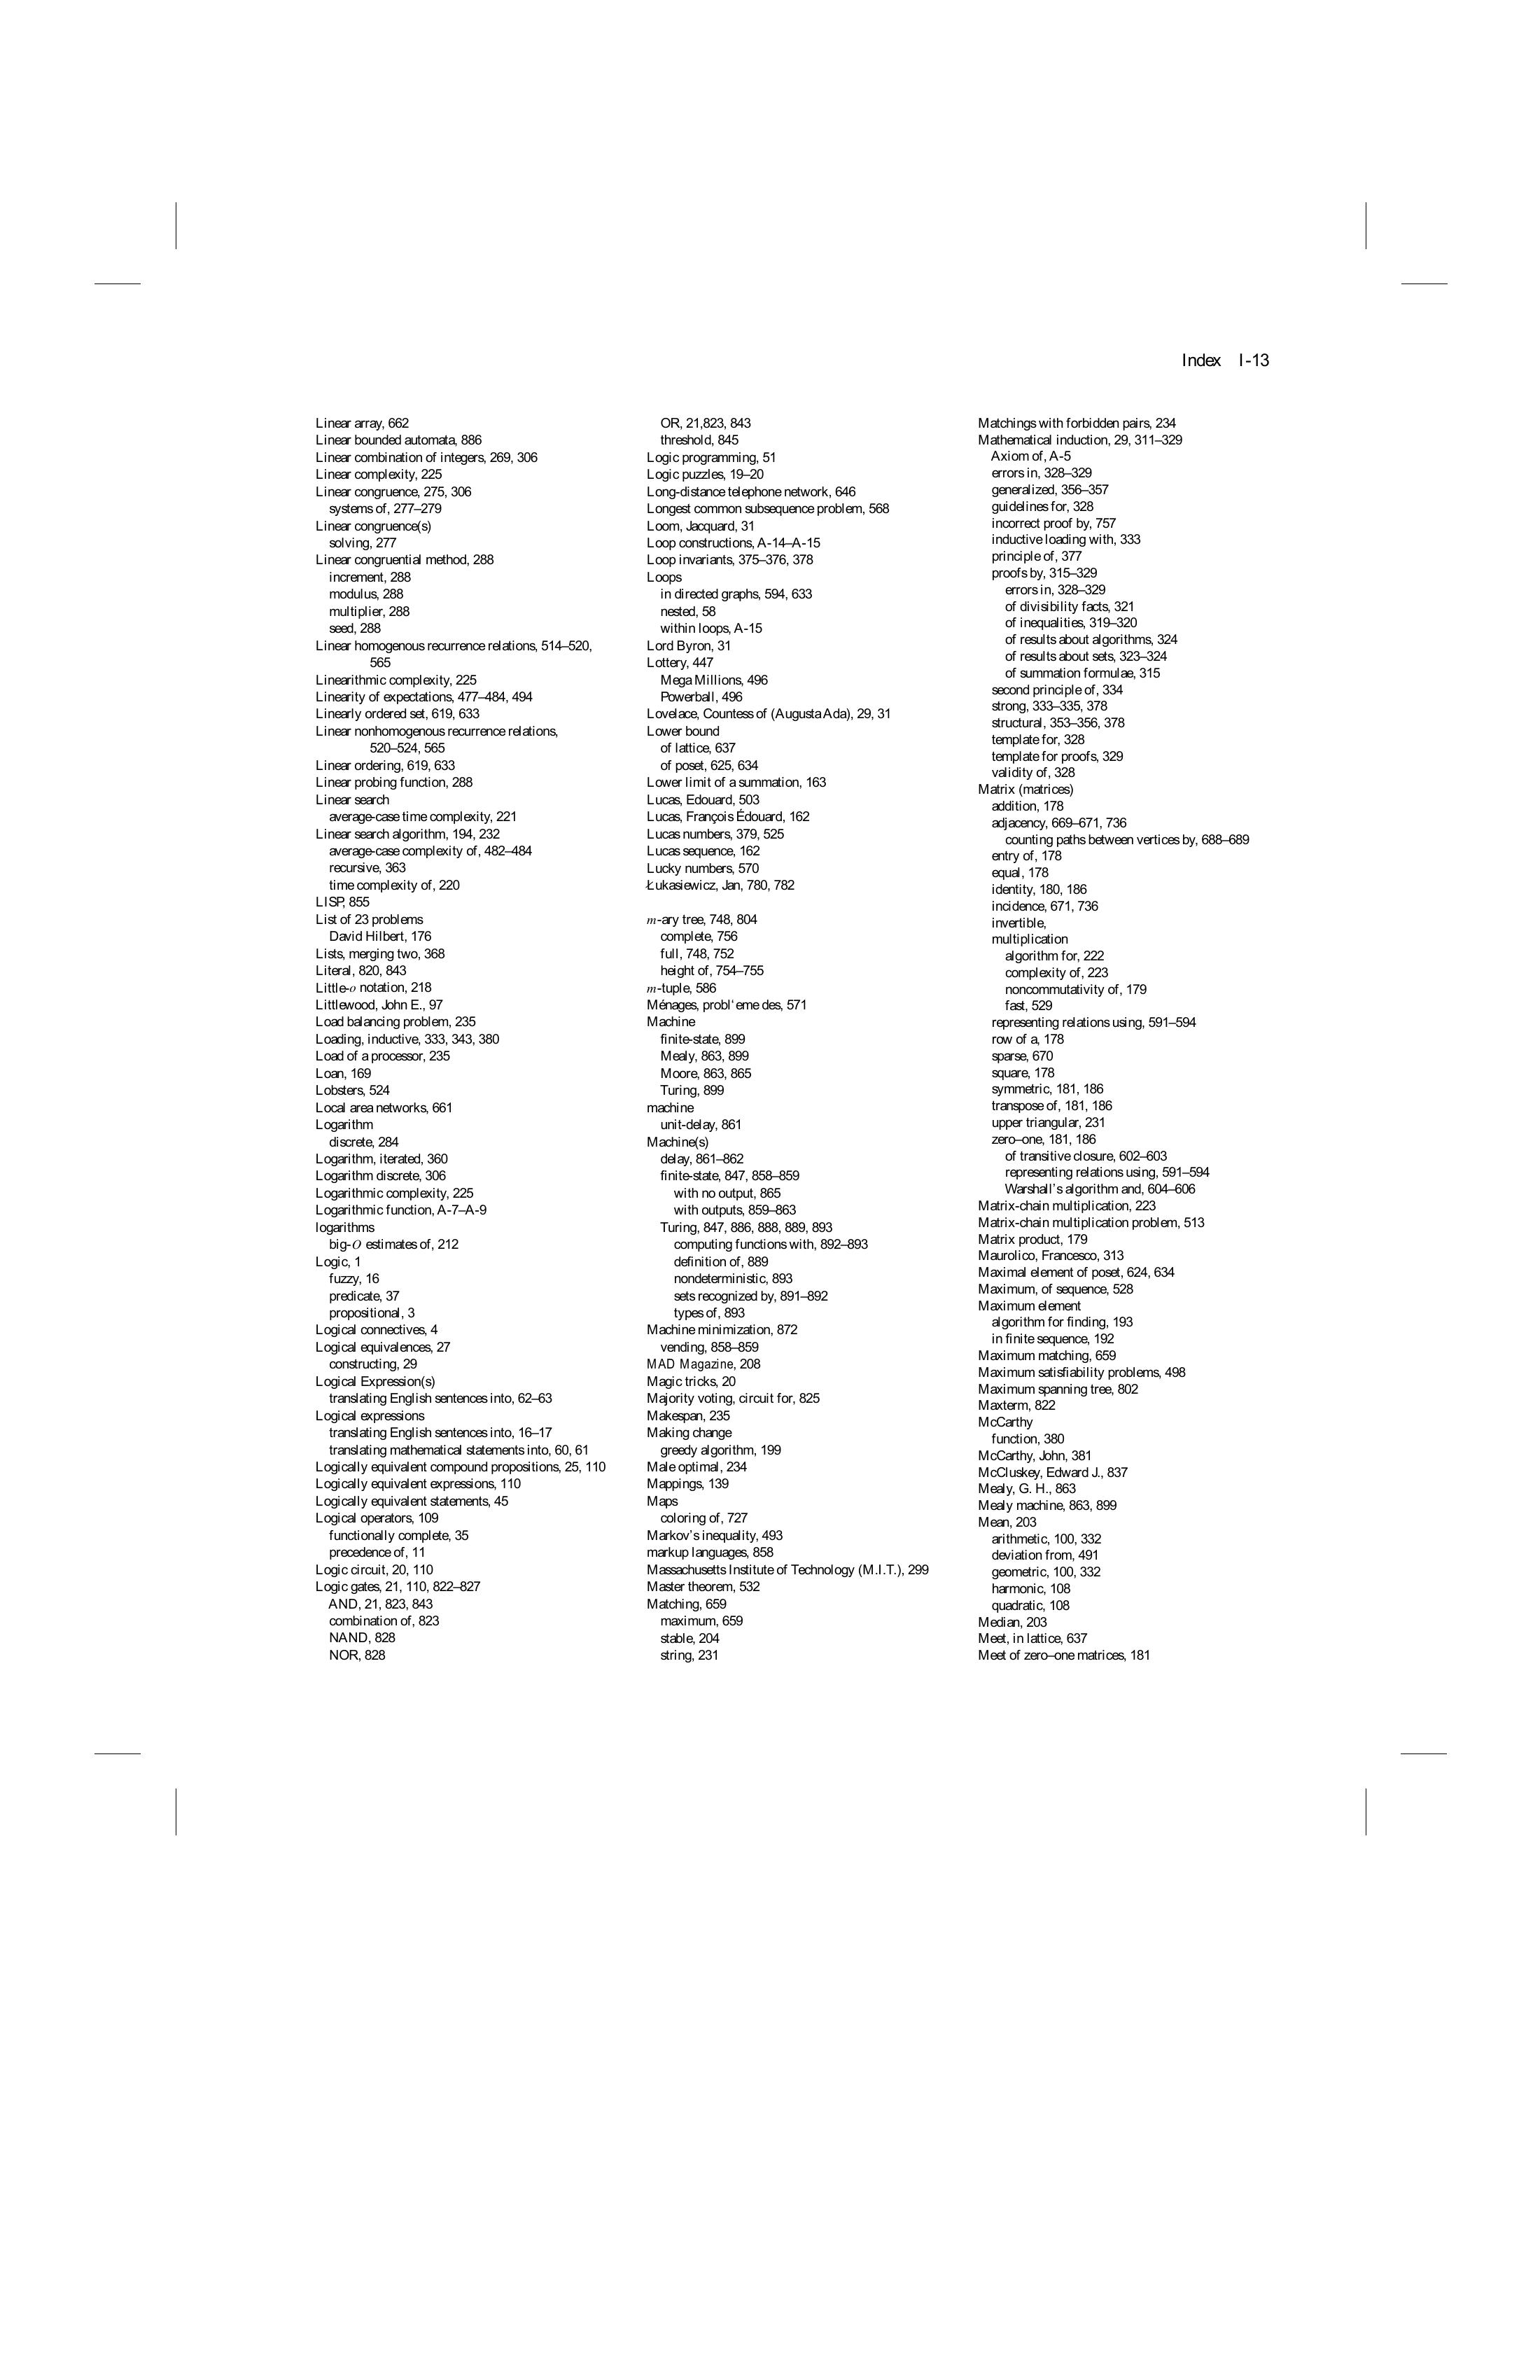 Index I-13
Linear array, 662
Linear bounded automata, 886
Linear combination of integers, 269, 306
Linear complexity, 225
Linear congruence, 275, 306
systems of, 277–279
Linear congruence(s)
solving, 277
Linear congruential method, 288
increment, 288
modulus, 288
multiplier, 288
seed, 288
Linear homogenous recurrence relations, 514–520,
565
Linearithmic complexity, 225
Linearity of expectations, 477–484, 494
Linearly ordered set, 619, 633
Linear nonhomogenous recurrence relations,
520–524, 565
Linear ordering, 619, 633
Linear probing function, 288
Linear search
average-case time complexity, 221
Linear search algorithm, 194, 232
average-case complexity of, 482–484
recursive, 363
time complexity of, 220
LISP, 855
List of 23 problems
David Hilbert, 176
Lists, merging two, 368
Literal, 820, 843
Little-o notation, 218
Littlewood, John E., 97
Load balancing problem, 235
Loading, inductive, 333, 343, 380
Load of a processor, 235
Loan, 169
Lobsters, 524
Local area networks, 661
Logarithm
discrete, 284
Logarithm, iterated, 360
Logarithm discrete, 306
Logarithmic complexity, 225
Logarithmic function, A-7–A-9
logarithms
big-O estimates of, 212
Logic, 1
fuzzy, 16
predicate, 37
propositional, 3
Logical connectives, 4
Logical equivalences, 27
constructing, 29
Logical Expression(s)
translating English sentences into, 62–63
Logical expressions
translating English sentences into, 16–17
translating mathematical statements into, 60, 61
Logically equivalent compound propositions, 25, 110
Logically equivalent expressions, 110
Logically equivalent statements, 45
Logical operators, 109
functionally complete, 35
precedence of, 11
Logic circuit, 20, 110
Logic gates, 21, 110, 822–827
AND, 21, 823, 843
combination of, 823
NAND, 828
NOR, 828
OR, 21,823, 843
threshold, 845
Logic programming, 51
Logic puzzles, 19–20
Long-distance telephone network, 646
Longest common subsequence problem, 568
Loom, Jacquard, 31
Loop constructions, A-14–A-15
Loop invariants, 375–376, 378
Loops
in directed graphs, 594, 633
nested, 58
within loops, A-15
Lord Byron, 31
Lottery, 447
Mega Millions, 496
Powerball, 496
Lovelace, Countess of (Augusta Ada), 29, 31
Lower bound
of lattice, 637
of poset, 625, 634
Lower limit of a summation, 163
Lucas, Edouard, 503
Lucas, François Édouard, 162
Lucas numbers, 379, 525
Lucas sequence, 162
Lucky numbers, 570
Łukasiewicz, Jan, 780, 782
m-ary tree, 748, 804
complete, 756
full, 748, 752
height of, 754–755
m-tuple, 586
Ménages, probl‘eme des, 571
Machine
finite-state, 899
Mealy, 863, 899
Moore, 863, 865
Turing, 899
machine
unit-delay, 861
Machine(s)
delay, 861–862
finite-state, 847, 858–859
with no output, 865
with outputs, 859–863
Turing, 847, 886, 888, 889, 893
computing functions with, 892–893
definition of, 889
nondeterministic, 893
sets recognized by, 891–892
types of, 893
Machine minimization, 872
vending, 858–859
MAD Magazine, 208
Magic tricks, 20
Majority voting, circuit for, 825
Makespan, 235
Making change
greedy algorithm, 199
Male optimal, 234
Mappings, 139
Maps
coloring of, 727
Markov’s inequality, 493
markup languages, 858
Massachusetts Institute of Technology (M.I.T.), 299
Master theorem, 532
Matching, 659
maximum, 659
stable, 204
string, 231
Matchings with forbidden pairs, 234
Mathematical induction, 29, 311–329
Axiom of, A-5
errors in, 328–329
generalized, 356–357
guidelines for, 328
incorrect proof by, 757
inductive loading with, 333
principle of, 377
proofs by, 315–329
errors in, 328–329
of divisibility facts, 321
of inequalities, 319–320
of results about algorithms, 324
of results about sets, 323–324
of summation formulae, 315
second principle of, 334
strong, 333–335, 378
structural, 353–356, 378
template for, 328
template for proofs, 329
validity of, 328
Matrix (matrices)
addition, 178
adjacency, 669–671, 736
counting paths between vertices by, 688–689
entry of, 178
equal, 178
identity, 180, 186
incidence, 671, 736
invertible,
multiplication
algorithm for, 222
complexity of, 223
noncommutativity of, 179
fast, 529
representing relations using, 591–594
row of a, 178
sparse, 670
square, 178
symmetric, 181, 186
transpose of, 181, 186
upper triangular, 231
zero–one, 181, 186
of transitive closure, 602–603
representing relations using, 591–594
Warshall’s algorithm and, 604–606
Matrix-chain multiplication, 223
Matrix-chain multiplication problem, 513
Matrix product, 179
Maurolico, Francesco, 313
Maximal element of poset, 624, 634
Maximum, of sequence, 528
Maximum element
algorithm for finding, 193
in finite sequence, 192
Maximum matching, 659
Maximum satisfiability problems, 498
Maximum spanning tree, 802
Maxterm, 822
McCarthy
function, 380
McCarthy, John, 381
McCluskey, Edward J., 837
Mealy, G. H., 863
Mealy machine, 863, 899
Mean, 203
arithmetic, 100, 332
deviation from, 491
geometric, 100, 332
harmonic, 108
quadratic, 108
Median, 203
Meet, in lattice, 637
Meet of zero–one matrices, 181